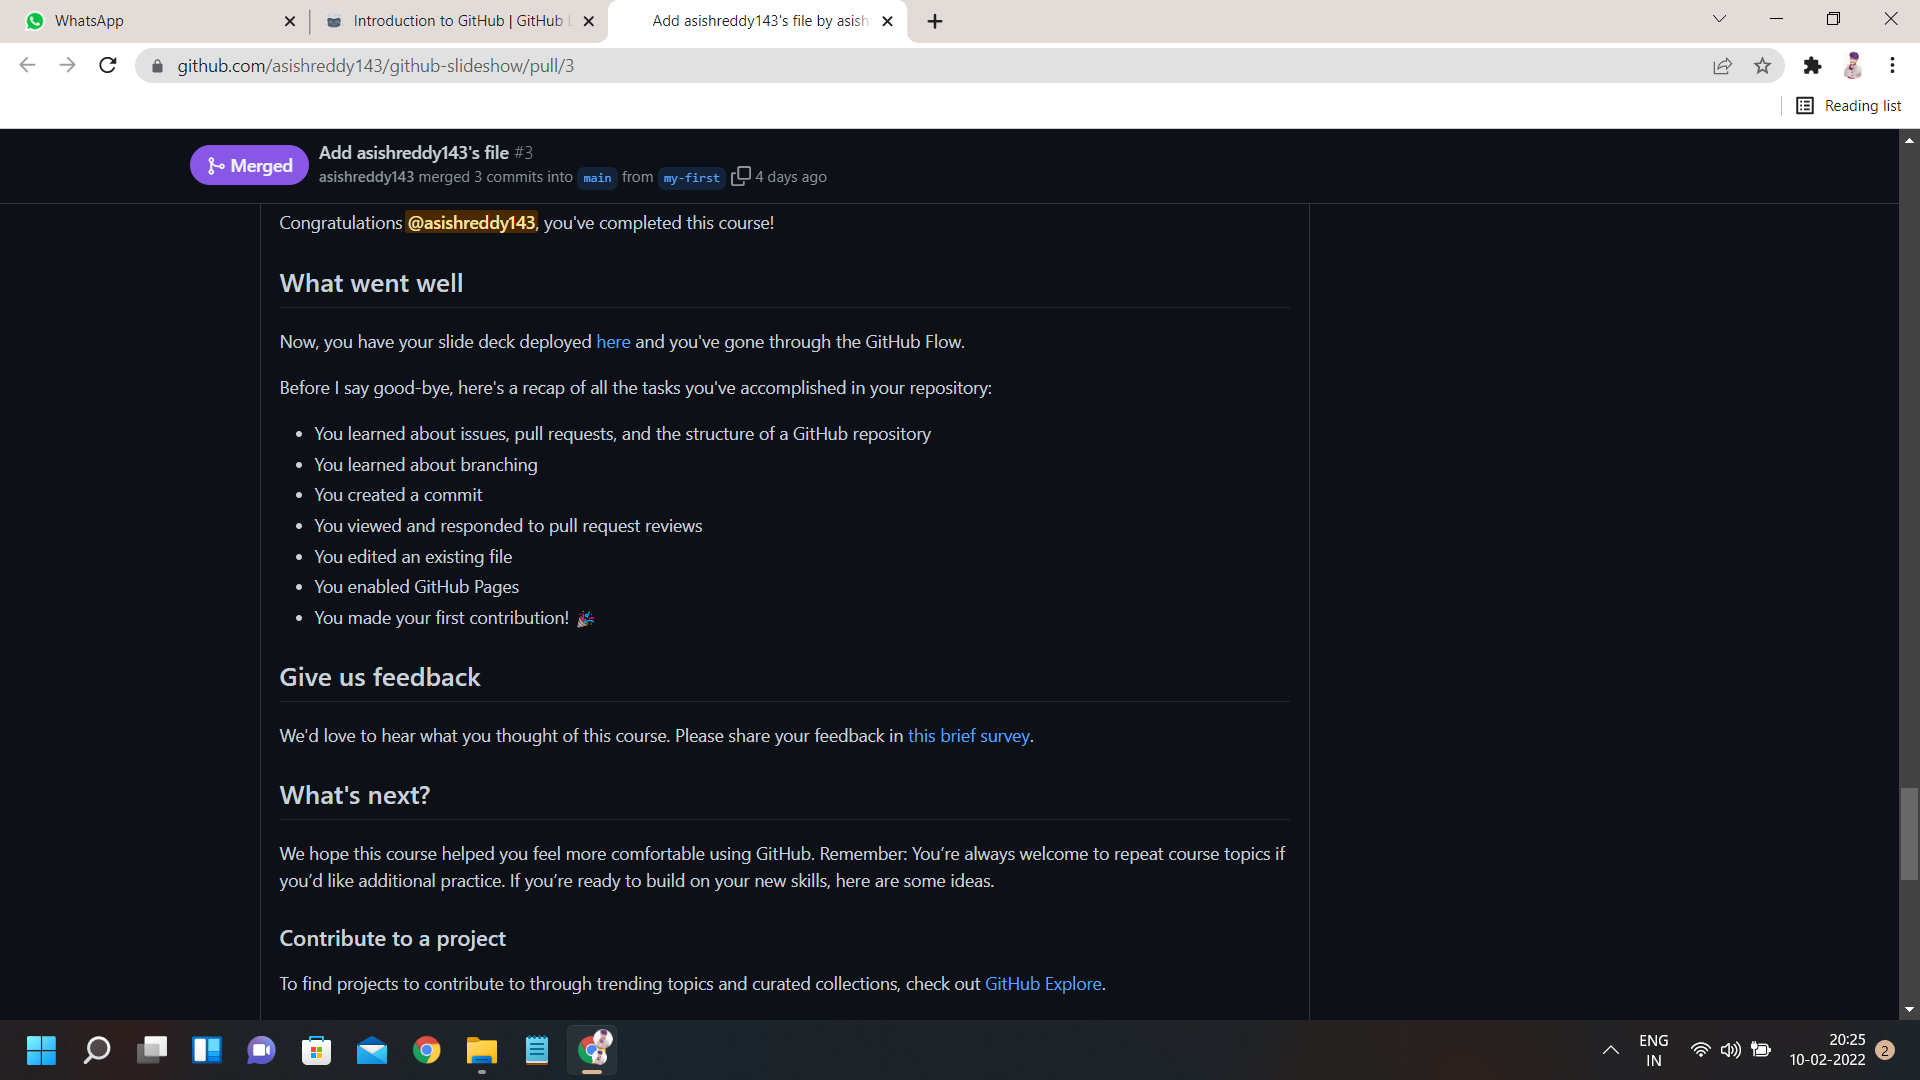 WhatsApp
Introduction to GitHub | GitHub
Add asishreddy143's file by asish
github.com/asishreddy143/github-slideshow/pull/3
Reading list
Merged
Add asishreddy143's file #3
asishreddy143 merged 3 commits into main from my-first 4 days ago
Congratulations @asishreddy143, you've completed this course!
What went well
Now, you have your slide deck deployed here and you've gone through the GitHub Flow.
Before I say good-bye, here's a recap of all the tasks you've accomplished in your repository:
• You learned about issues, pull requests, and the structure of a GitHub repository
• You learned about branching
• You created a commit
• You viewed and responded to pull request reviews
• You edited an existing file
• You enabled GitHub Pages
• You made your first contribution! 🎉
Give us feedback
We'd love to hear what you thought of this course. Please share your feedback in this brief survey.
What's next?
We hope this course helped you feel more comfortable using GitHub. Remember: You’re always welcome to repeat course topics if
you’d like additional practice. If you’re ready to build on your new skills, here are some ideas.
Contribute to a project
To find projects to contribute to through trending topics and curated collections, check out GitHub Explore.
ENG
IN
20:25
10-02-2022
2